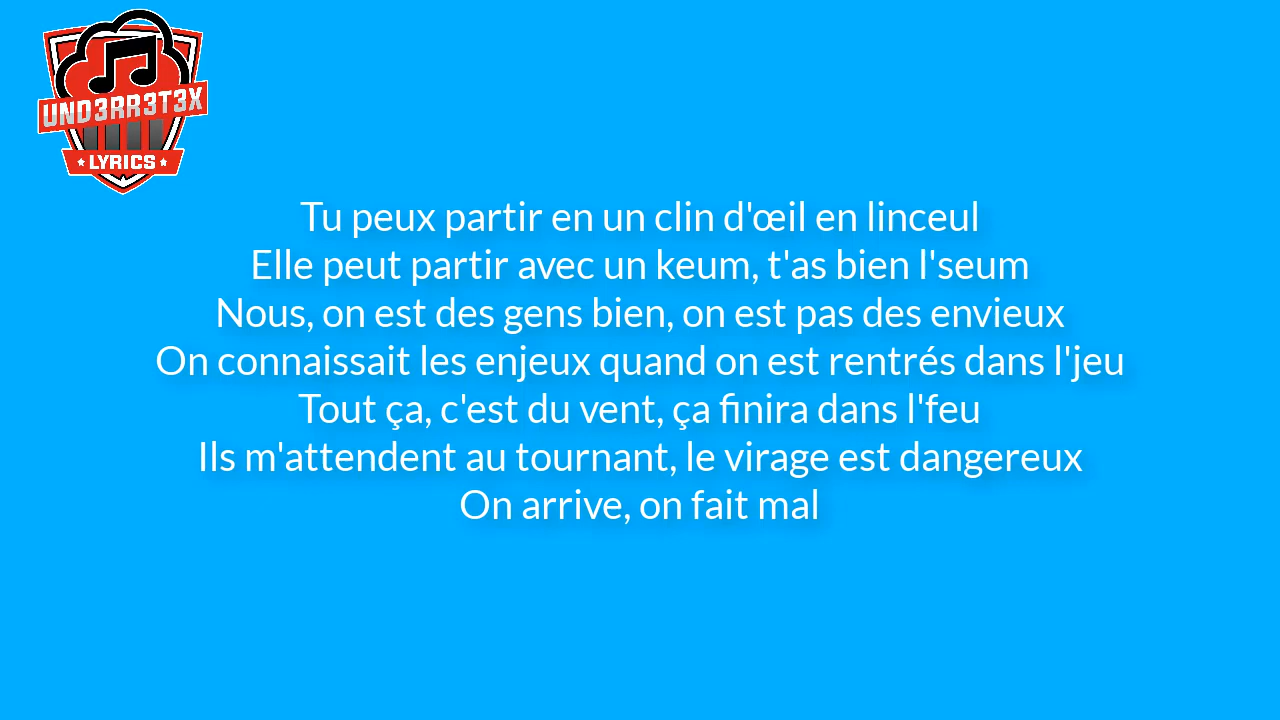 UND3RR3T3X
LYRICS
Tu peux partir en un clin d'œil en linceul
Elle peut partir avec un keum, t'as bien l'seum
Nous, on est des gens bien, on est pas des envieux
On connaissait les enjeux quand on est rentrés dans l'jeu
Tout ça, c'est du vent, ça finira dans l'feu
Ils m'attendent au tournant, le virage est dangereux
On arrive, on fait mal